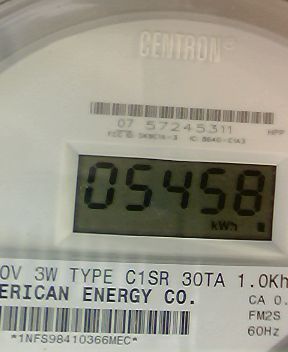 CENTRON
07 57245311 HPP
05458
kWh
0V 3W TYPE C1SR 30TA 1.0Kh
ERICAN ENERGY CO.
CA 0.
FM2S
60Hz
*1NFS98410366MEC*